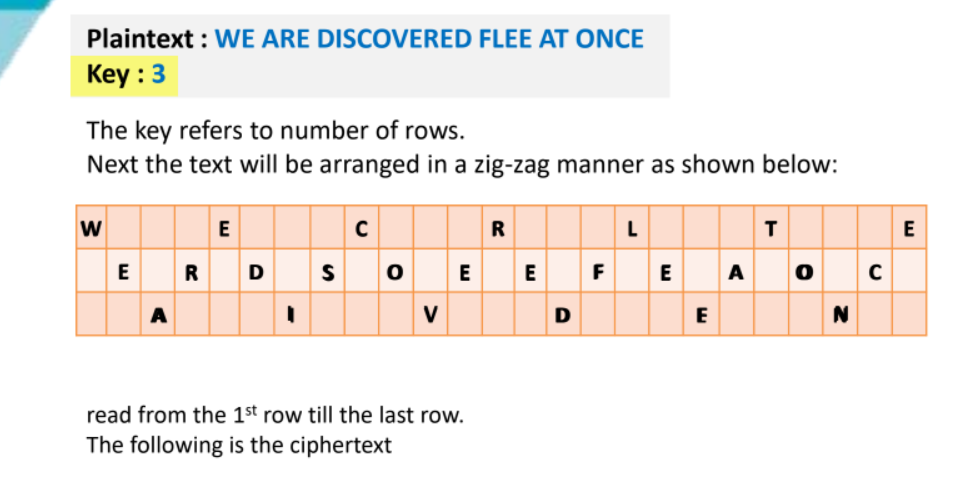 Plaintext : WE ARE DISCOVERED FLEE AT ONCE
Key : 3
The key refers to number of rows.
Next the text will be arranged in a zig-zag manner as shown below:
W E C R L T E
E R D S O E E F E A O C
A I V D E N
read from the 1st row till the last row.
The following is the ciphertext